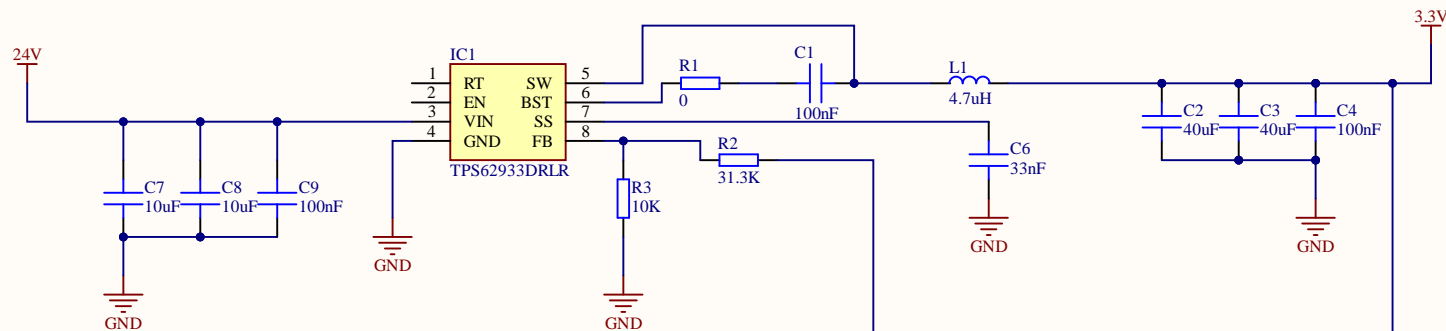 3.3V
24V
IC1
C1
R1
L1
1 RT SW 5
0
4.7uH
2 EN BST 6
100nF
3 VIN SS 7
C2
C3
C4
40uF
40uF
100nF
4 GND FB 8
R2
C6
TPS62933DRLR
31.3K
33nF
C7
C8
C9
R3
10uF
10uF
100nF
10K
GND
GND
GND
GND
GND